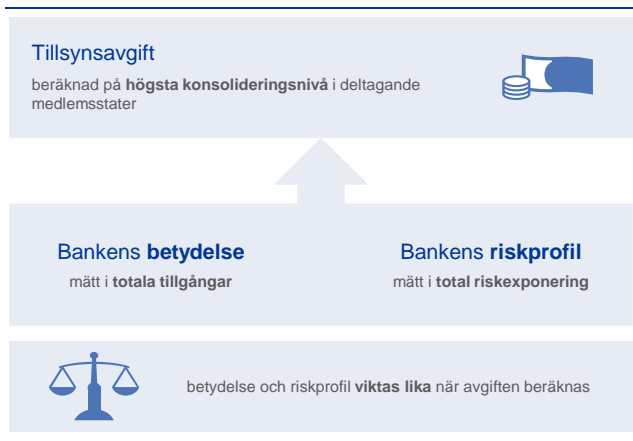 Tillsynsavgift
beräknad på högsta konsolideringsnivå i deltagande
medlemsstater
Bankens betydelse
mätt i totala tillgångar
Bankens riskprofil
mätt i total riskexponering
betydelse och riskprofil viktas lika när avgiften beräknas